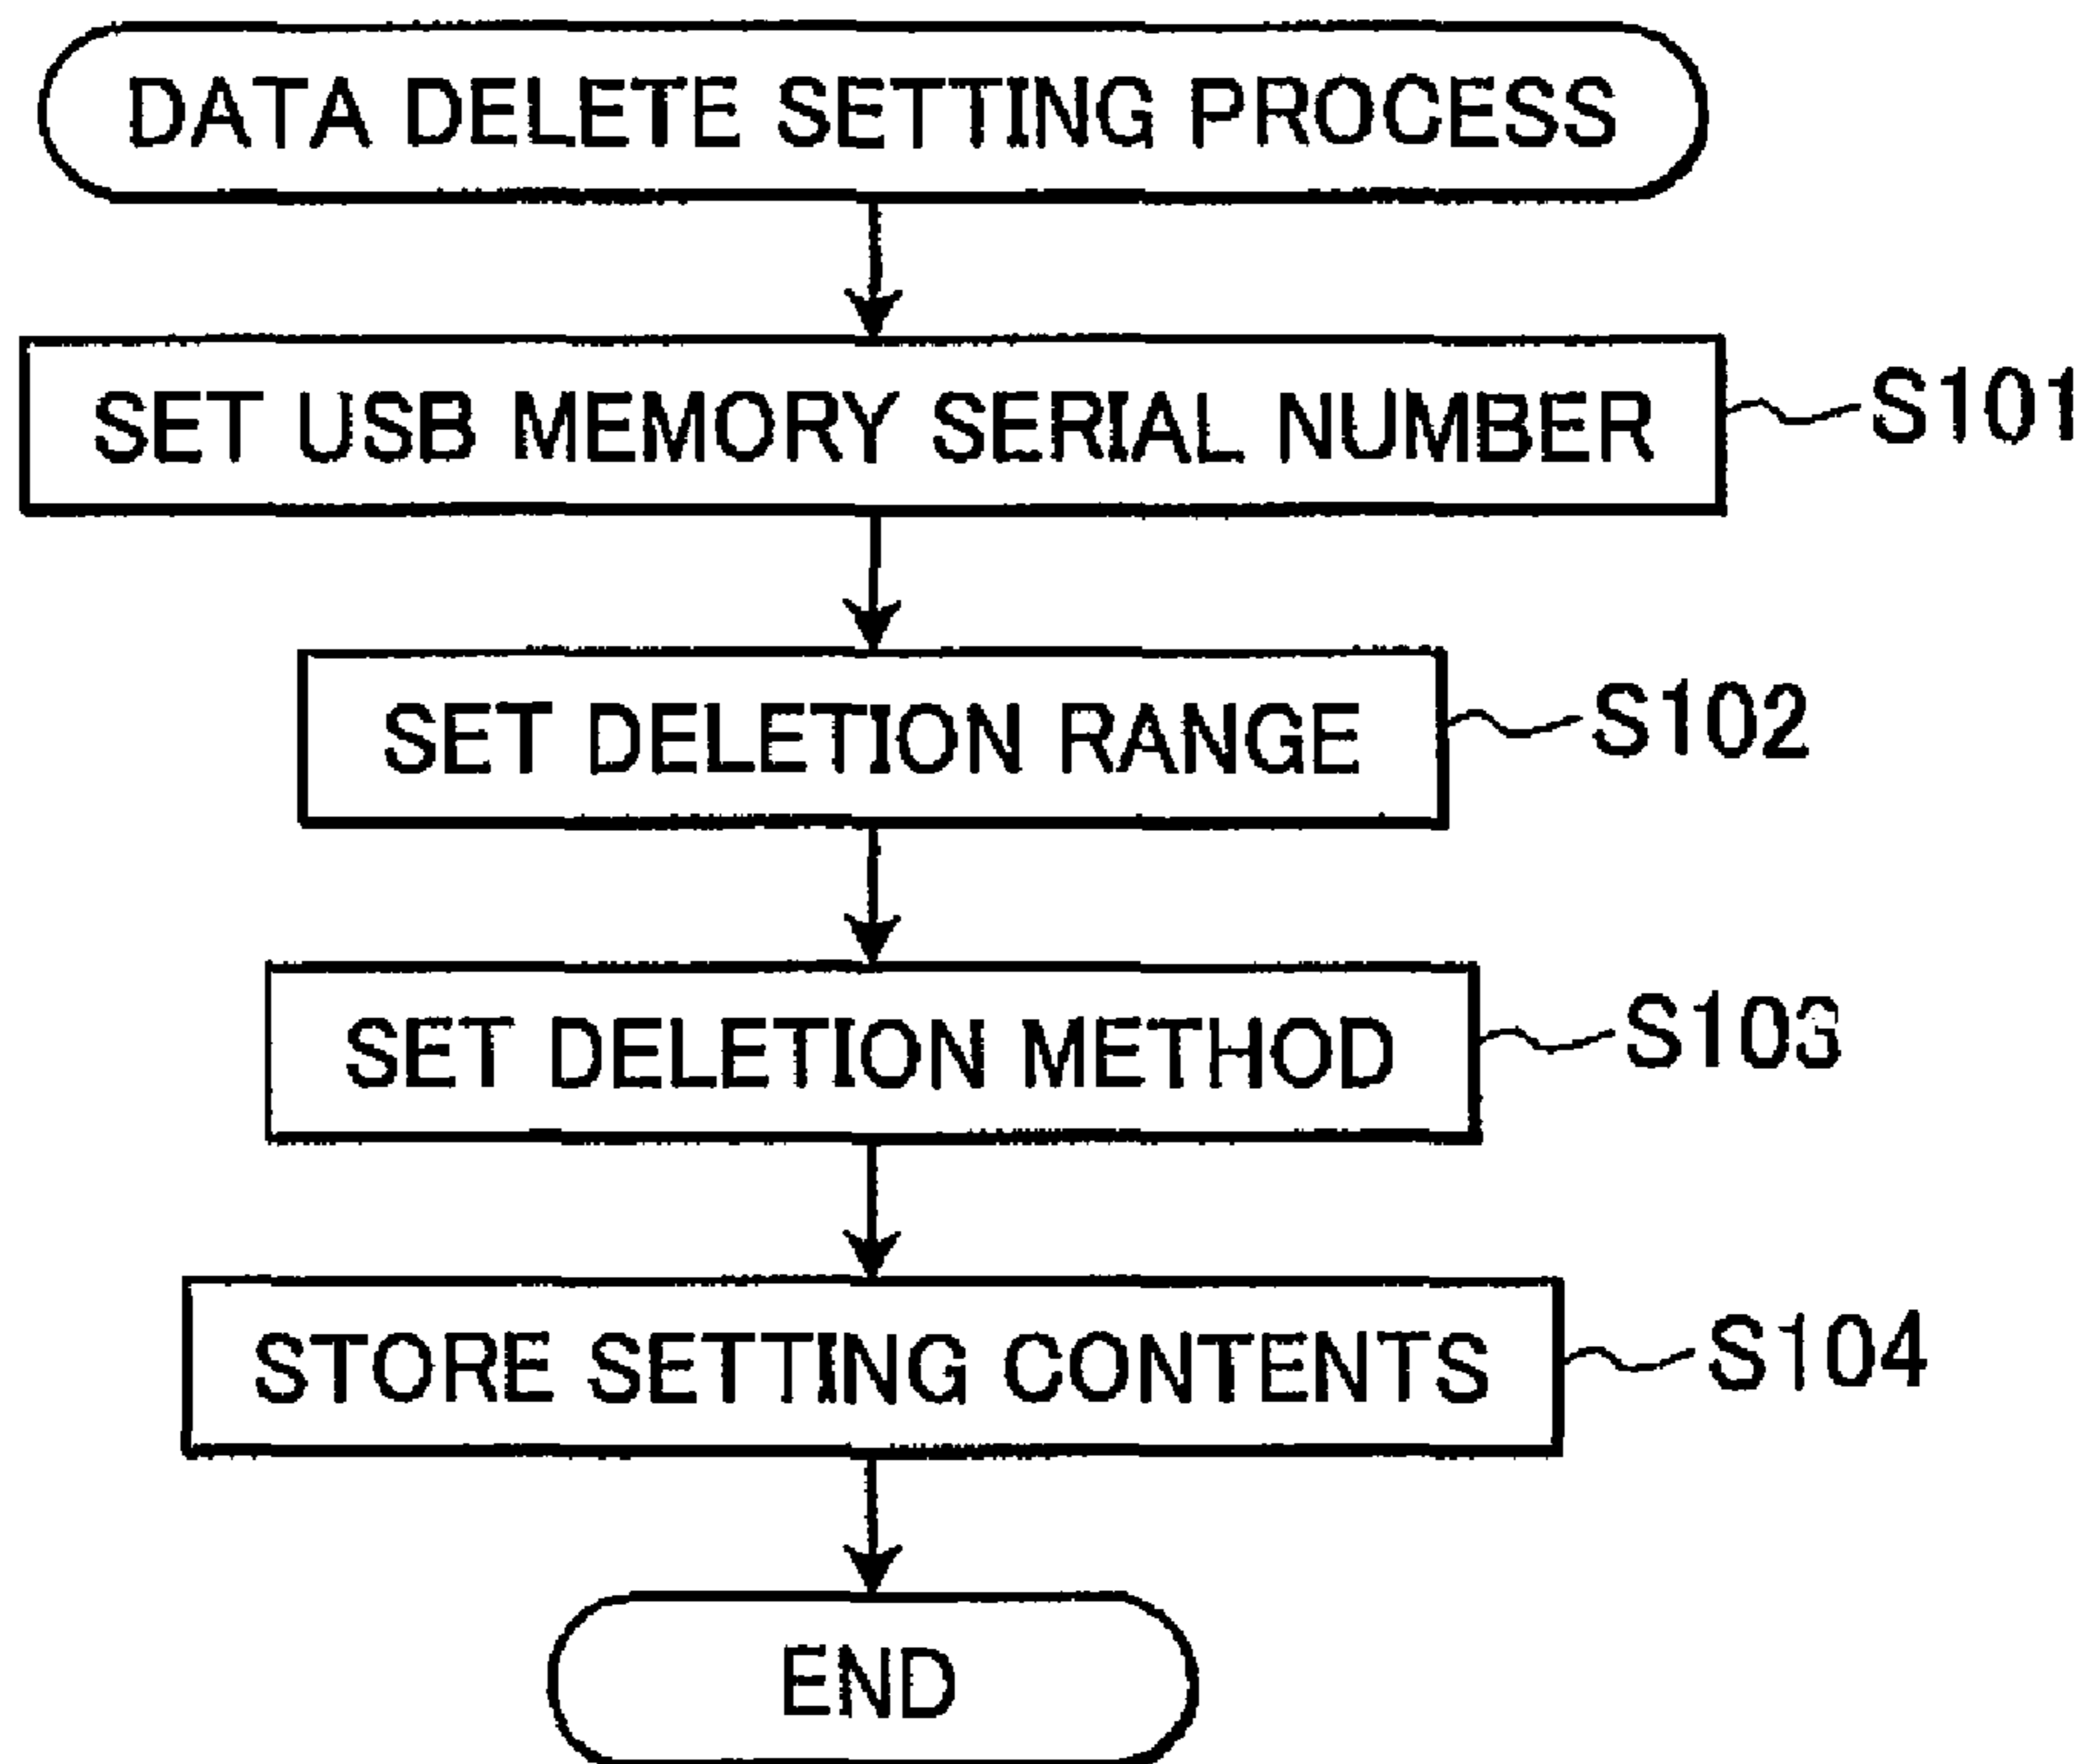 DATA DELETE SETTING PROCESS
SET USB MEMORY SERIAL NUMBER S101
SET DELETION RANGE S102
SET DELETION METHOD S103
STORE SETTING CONTENTS S104
END